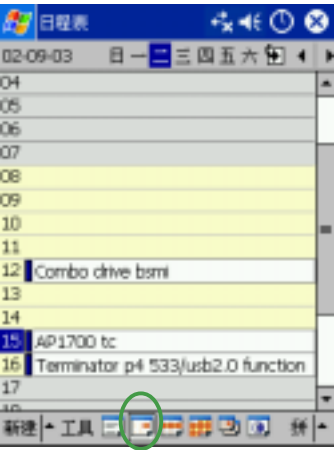 日程表
02-09-03 日 一 二 三 四 五 六
04
05
06
07
08
09
10
11
12 Combo drive bsmi
13
14
15 AP1700 tc
16 Terminator p4 533/usb2.0 function
17
新建 工具 拼